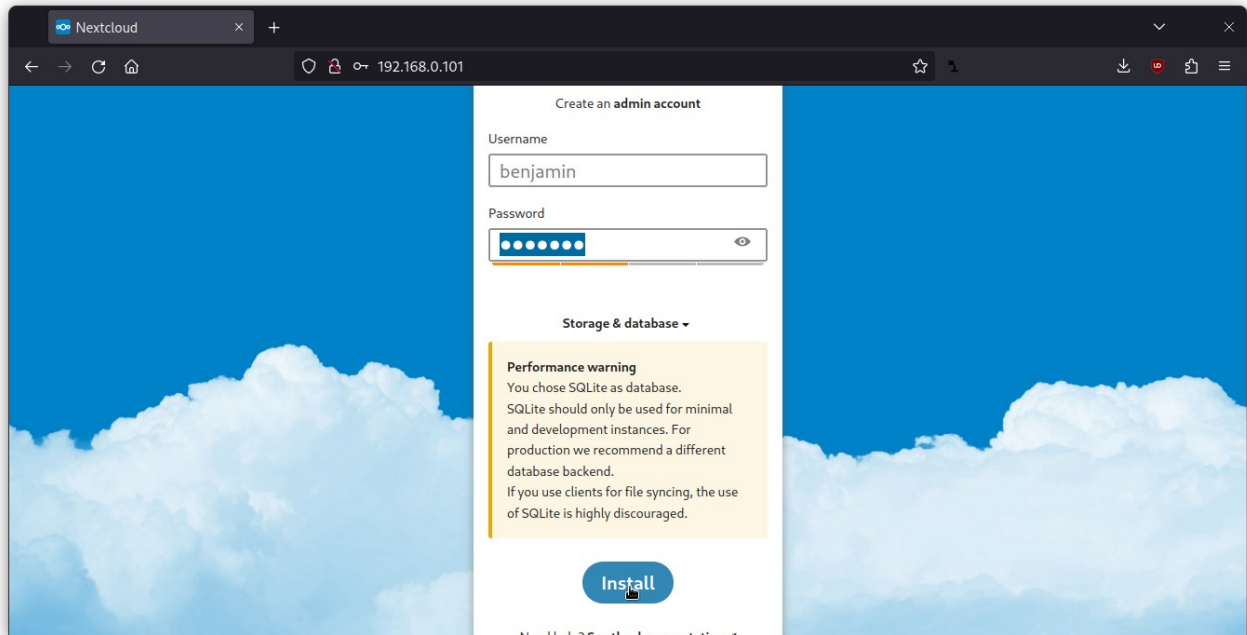 Nextcloud
192.168.0.101
Create an admin account
Username
benjamin
Password
Storage & database
Performance warning
You chose SQLite as database.
SQLite should only be used for minimal
and development instances. For
production we recommend a different
database backend.
If you use clients for file syncing, the use
of SQLite is highly discouraged.
Install